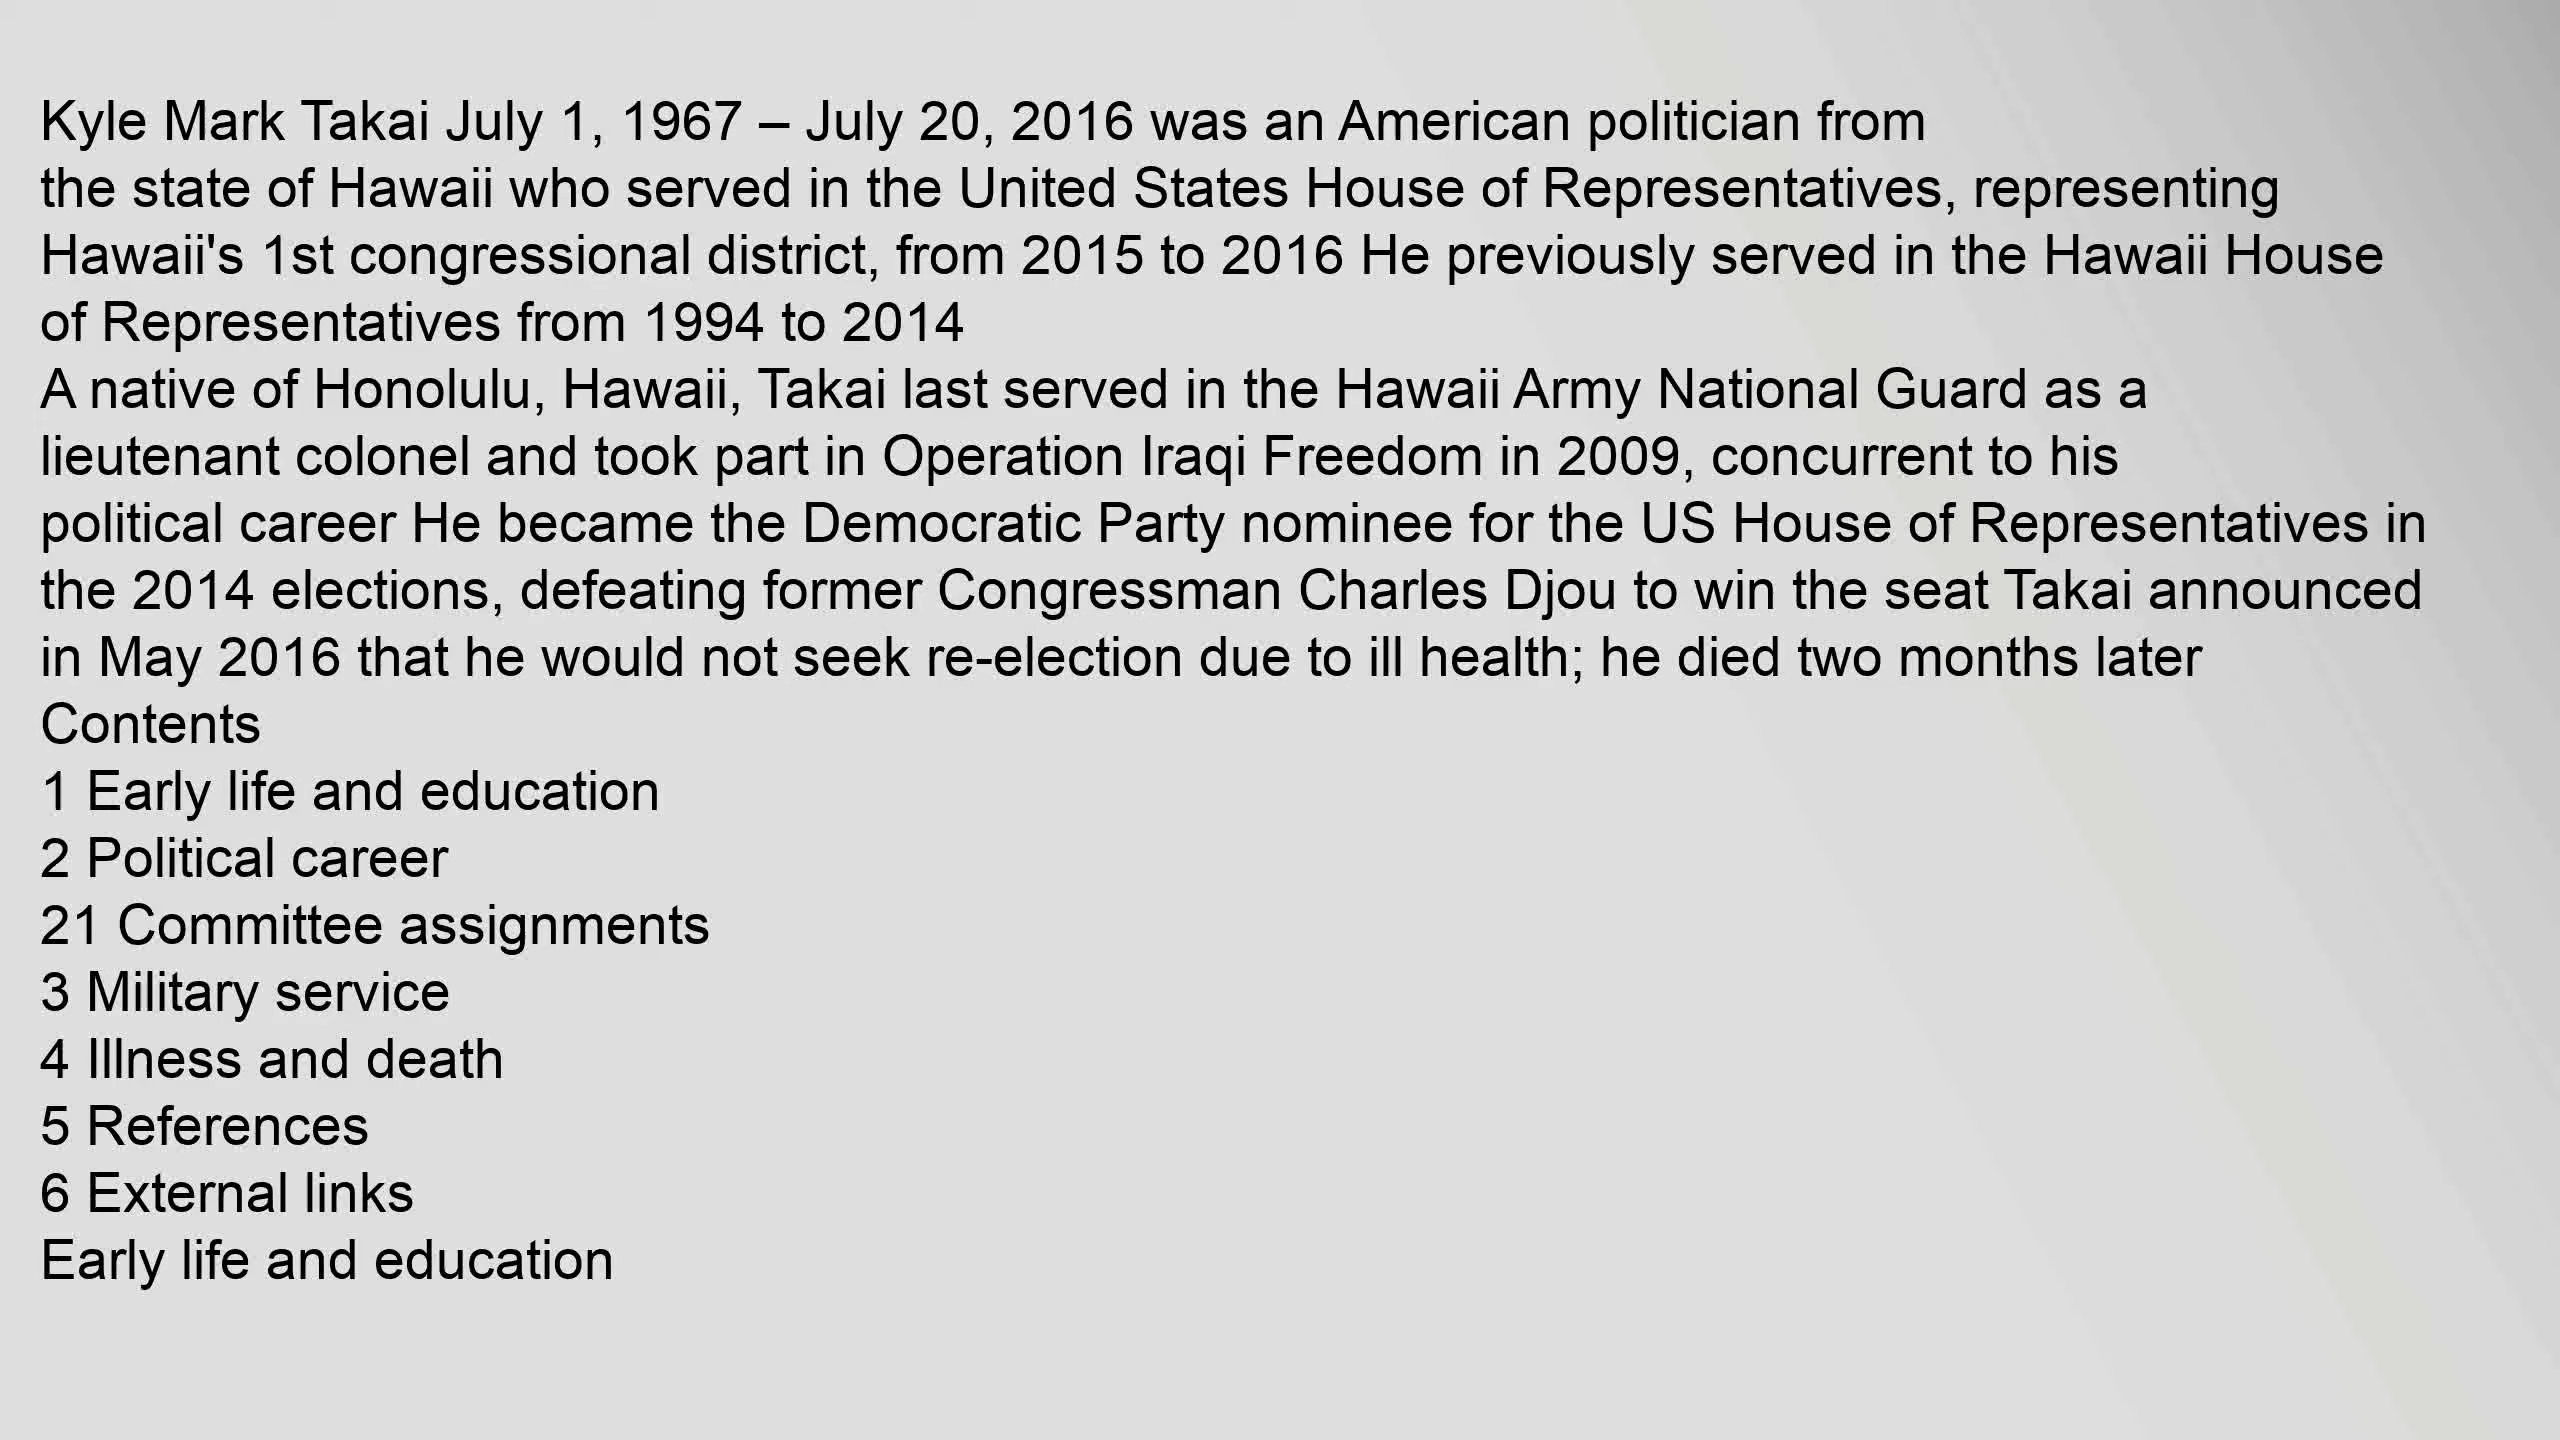 Kyle Mark Takai July 1, 1967 – July 20, 2016 was an American politician from
the state of Hawaii who served in the United States House of Representatives, representing
Hawaii's 1st congressional district, from 2015 to 2016 He previously served in the Hawaii House
of Representatives from 1994 to 2014
A native of Honolulu, Hawaii, Takai last served in the Hawaii Army National Guard as a
lieutenant colonel and took part in Operation Iraqi Freedom in 2009, concurrent to his
political career He became the Democratic Party nominee for the US House of Representatives in
the 2014 elections, defeating former Congressman Charles Djou to win the seat Takai announced
in May 2016 that he would not seek re-election due to ill health; he died two months later
Contents
1 Early life and education
2 Political career
21 Committee assignments
3 Military service
4 Illness and death
5 References
6 External links
Early life and education